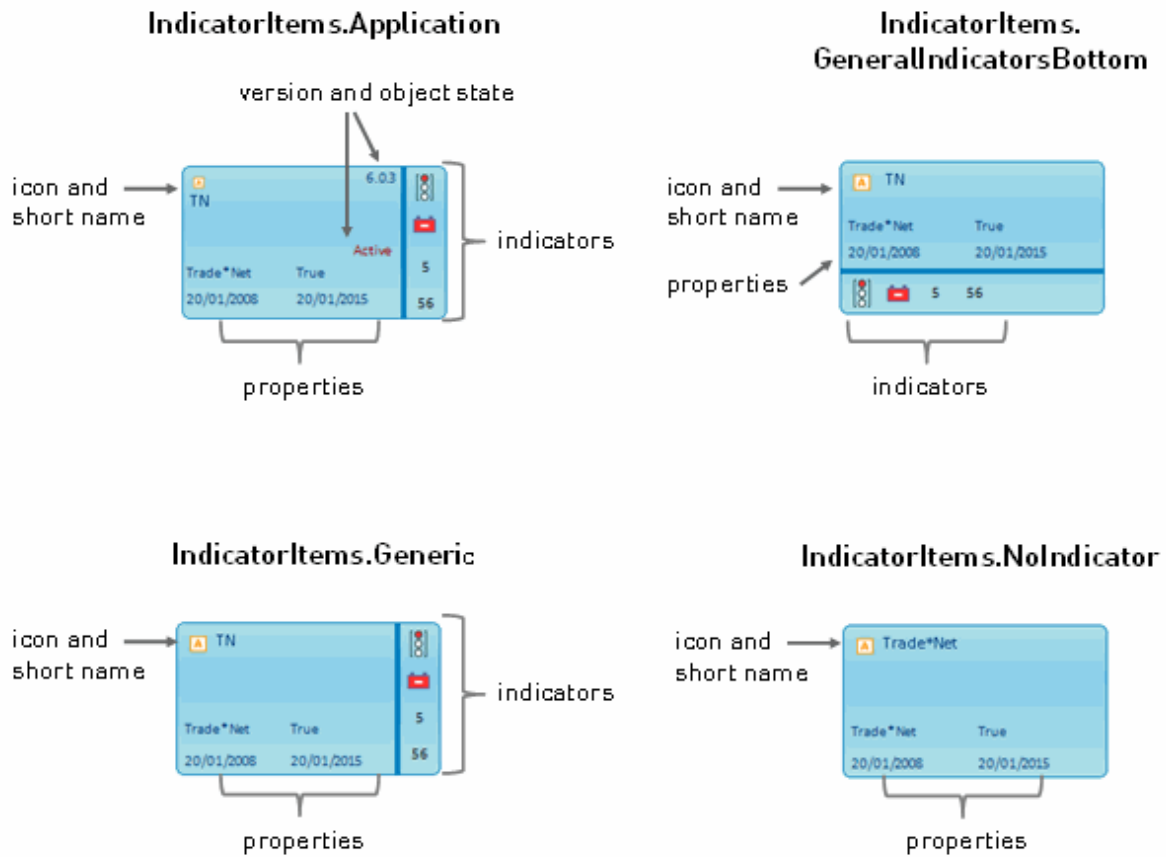 IndicatorItems.Application
version and object state
icon and
short name
A
6.0.3
TN
Active
Trade*Net True
20/01/2008 20/01/2015
5
56
indicators
properties
IndicatorItems.
GeneralIndicatorsBottom
icon and
short name
A TN
Trade*Net True
20/01/2008 20/01/2015
properties
5 56
indicators
IndicatorItems.Generic
icon and
short name
A TN
Trade*Net True
20/01/2008 20/01/2015
5
56
indicators
properties
IndicatorItems.NoIndicator
icon and
short name
A Trade*Net
Trade*Net True
20/01/2008 20/01/2015
properties